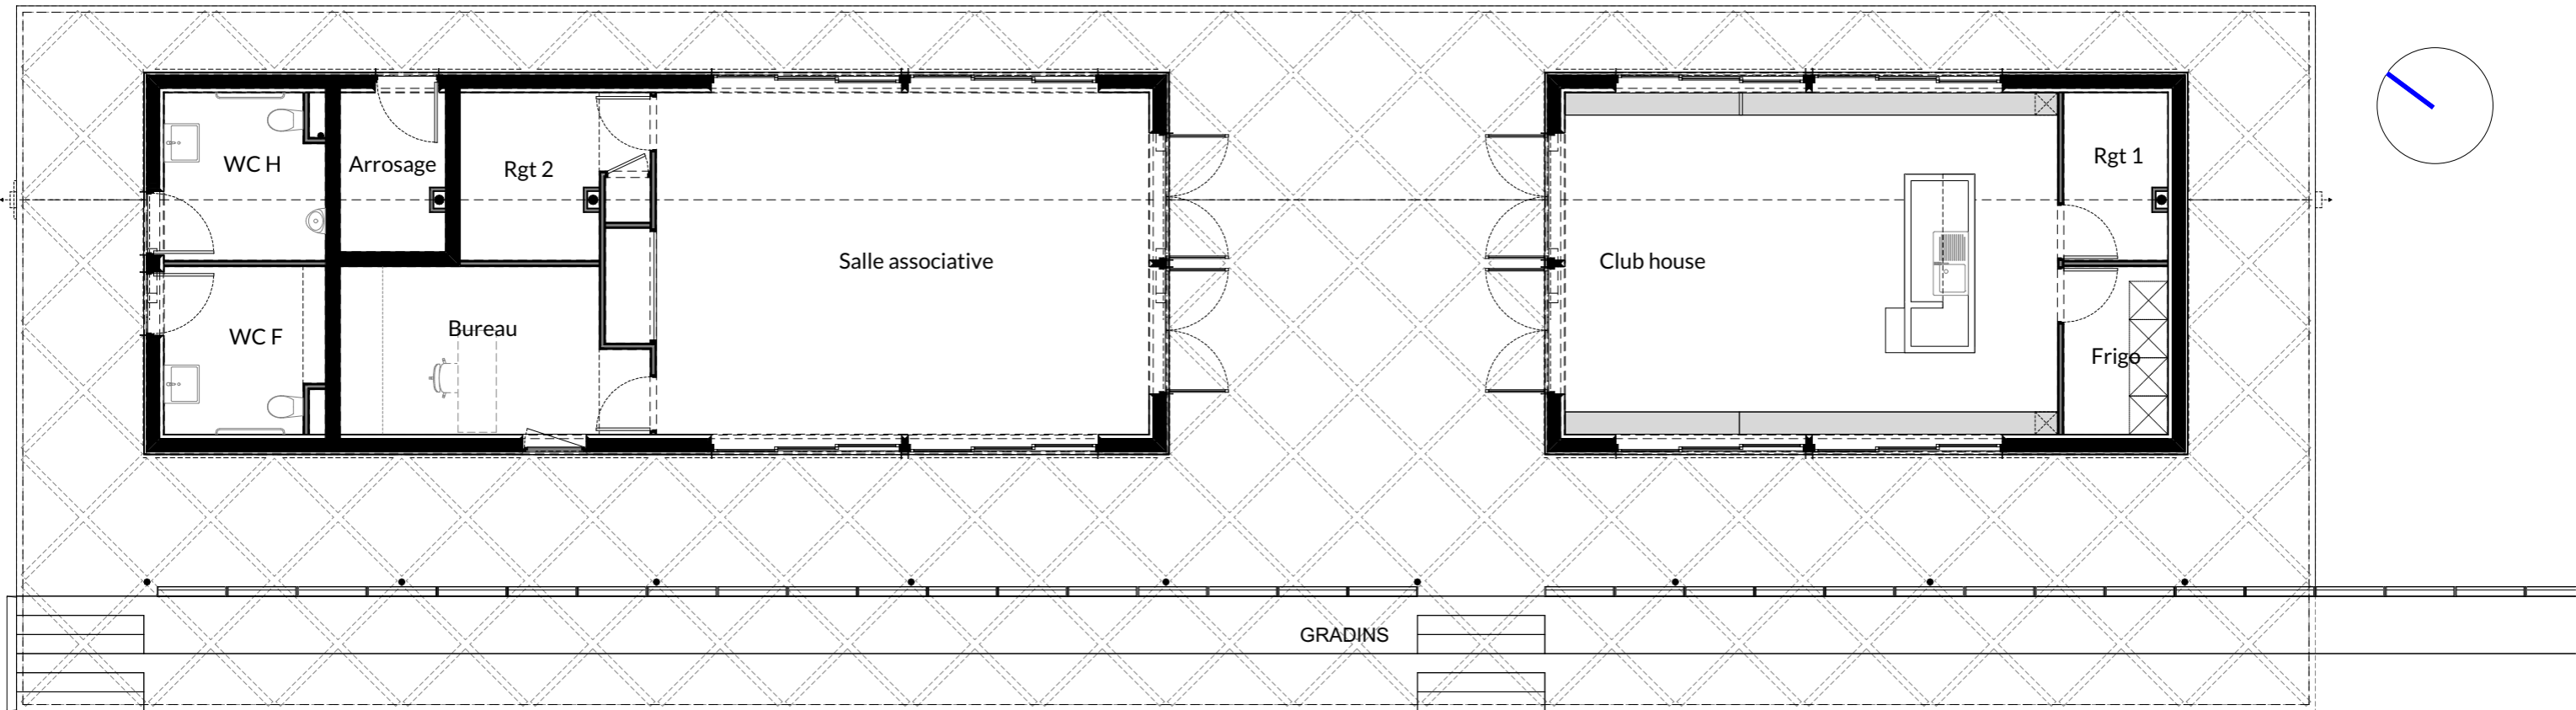 WC H
Arrosage
Rgt 2
Salle associative
Club house
Rgt 1
WC F
Bureau
Frigo
GRADINS